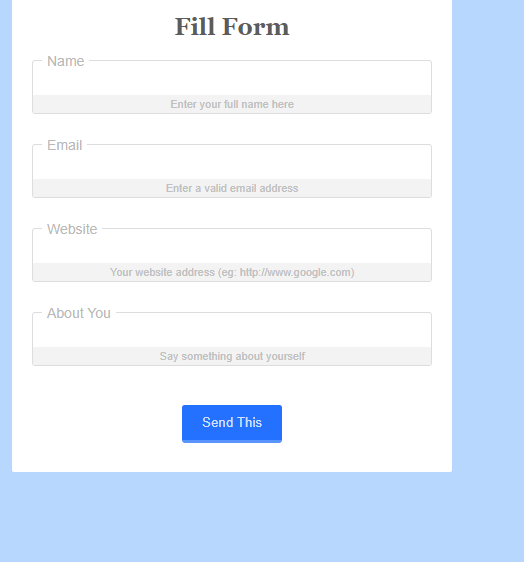 Fill Form
Name
Enter your full name here
Email
Enter a valid email address
Website
Your website address (eg: http://www.google.com)
About You
Say something about yourself
Send This